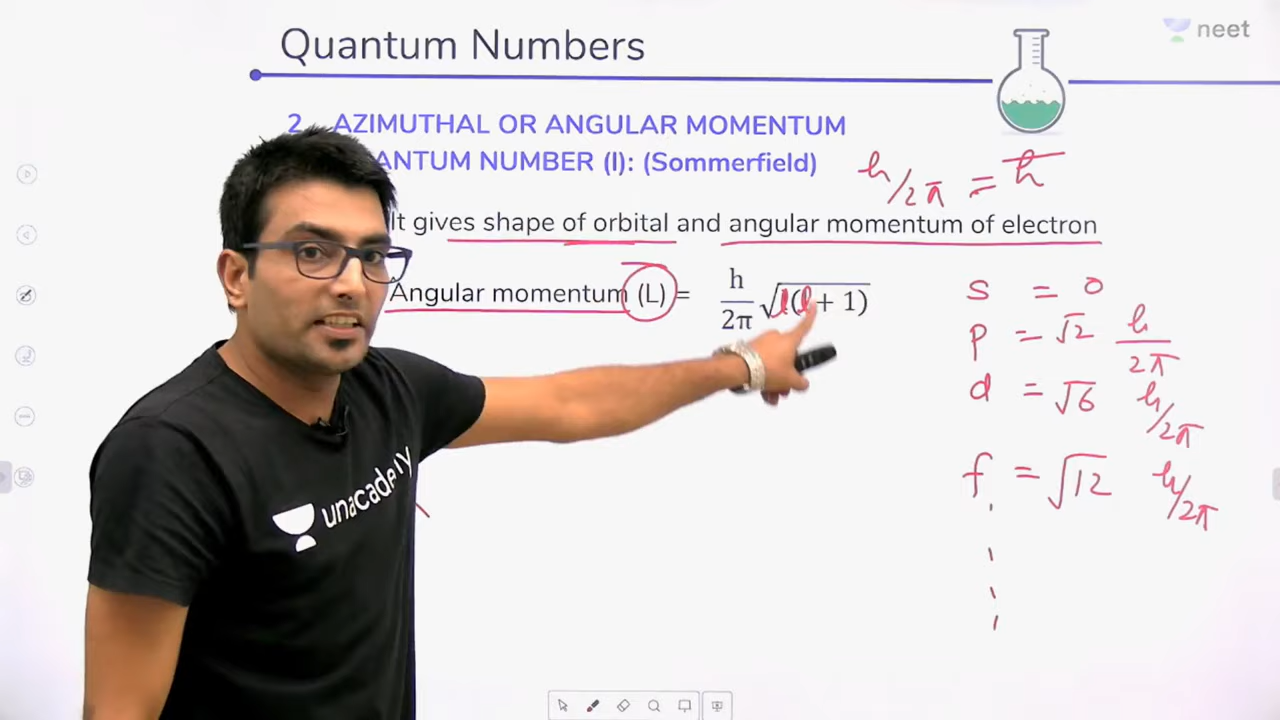 neet
Quantum Numbers
2. AZIMUTHAL OR ANGULAR MOMENTUM
ANTUM NUMBER (l): (Sommerfield)
h/2π = ħ
It gives shape of orbital and angular momentum of electron
Angular momentum (L) = h/2π √l(l+1)
s = 0
p = √2 h/2π
d = √6 h/2π
f = √12 h/2π
unacademy